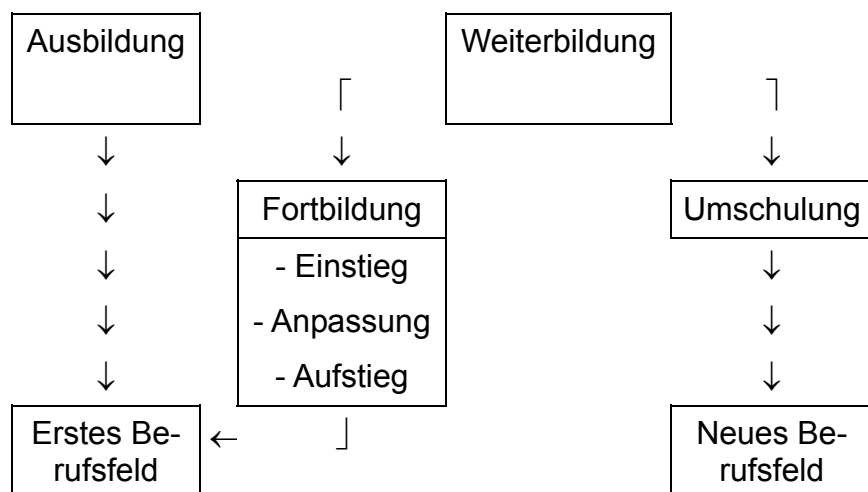 Ausbildung
Weiterbildung
Fortbildung
Umschulung
- Einstieg
- Anpassung
- Aufstieg
Erstes Be-
rufsfeld
Neues Be-
rufsfeld